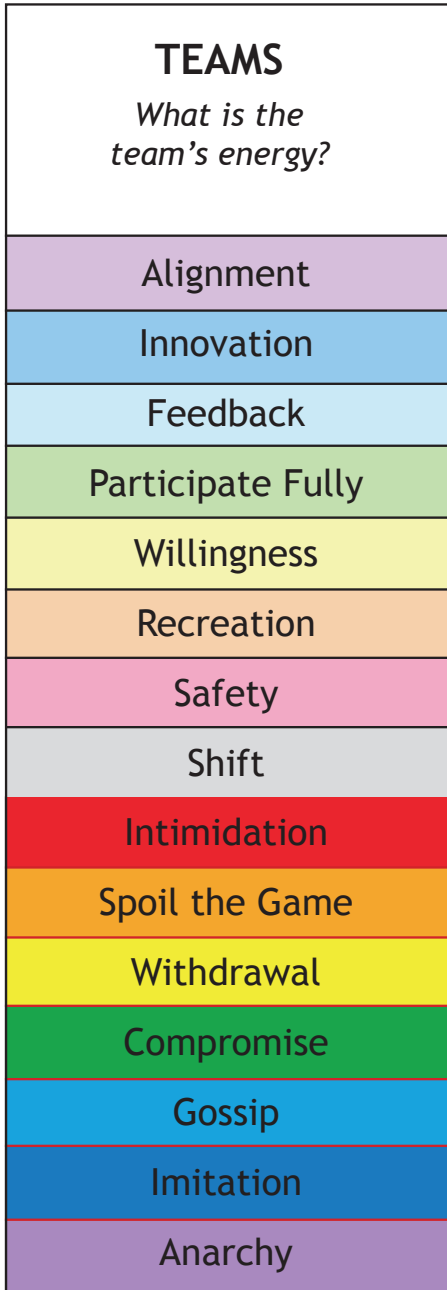 TEAMS
What is the
team’s energy?
Alignment
Innovation
Feedback
Participate Fully
Willingness
Recreation
Safety
Shift
Intimidation
Spoil the Game
Withdrawal
Compromise
Gossip
Imitation
Anarchy